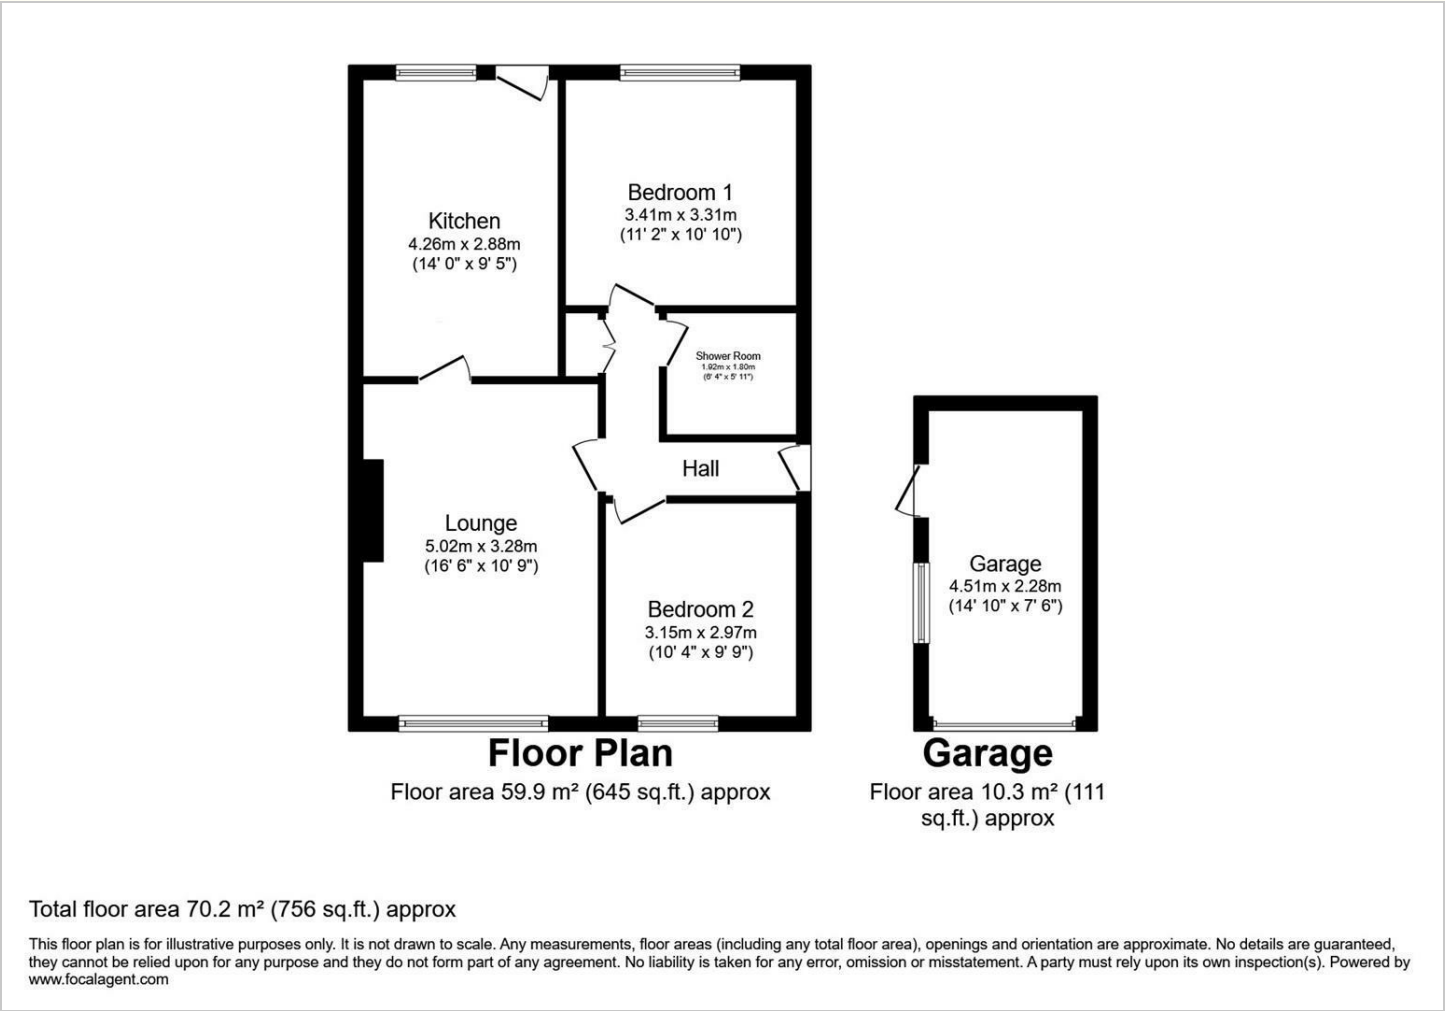 Kitchen
4.26m x 2.88m
(14' 0" x 9' 5")
Bedroom 1
3.41m x 3.31m
(11' 2" x 10' 10")
Shower Room
1.92m x 1.80m
(6' 4" x 5' 11")
Hall
Lounge
5.02m x 3.28m
(16' 6" x 10' 9")
Bedroom 2
3.15m x 2.97m
(10' 4" x 9' 9")
Garage
4.51m x 2.28m
(14' 10" x 7' 6")
Floor Plan
Floor area 59.9 m² (645 sq.ft.) approx
Garage
Floor area 10.3 m² (111
sq.ft.) approx
Total floor area 70.2 m² (756 sq.ft.) approx
This floor plan is for illustrative purposes only. It is not drawn to scale. Any measurements, floor areas (including any total floor area), openings and orientation are approximate. No details are guaranteed,
they cannot be relied upon for any purpose and they do not form part of any agreement. No liability is taken for any error, omission or misstatement. A party must rely upon its own inspection(s). Powered by
www.focalagent.com